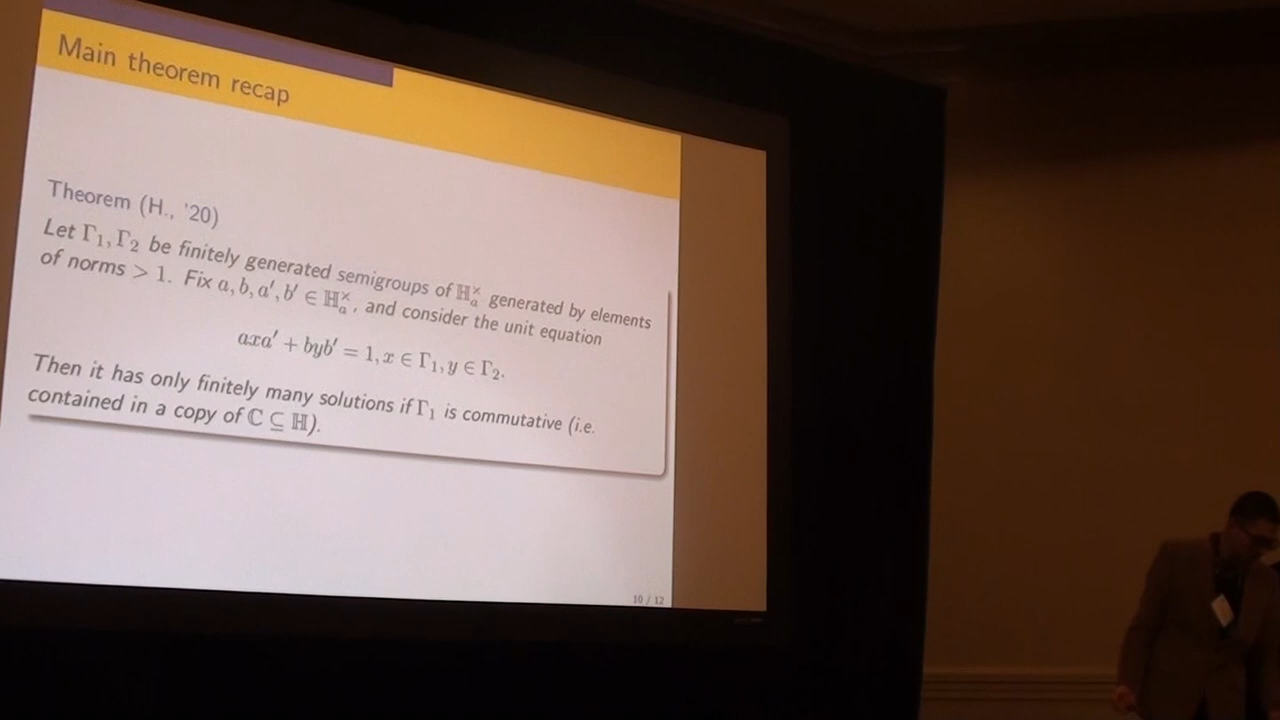 Main theorem recap
Theorem (H., '20)
Let Γ₁, Γ₂ be finitely generated semigroups of ℍₐˣ generated by elements
of norms > 1. Fix a, b, a′, b′ ∈ ℍₐˣ, and consider the unit equation
axa′ + byb′ = 1, x ∈ Γ₁, y ∈ Γ₂.
Then it has only finitely many solutions if Γ₁ is commutative (i.e.
contained in a copy of ℂ ⊆ ℍ).
10 / 12